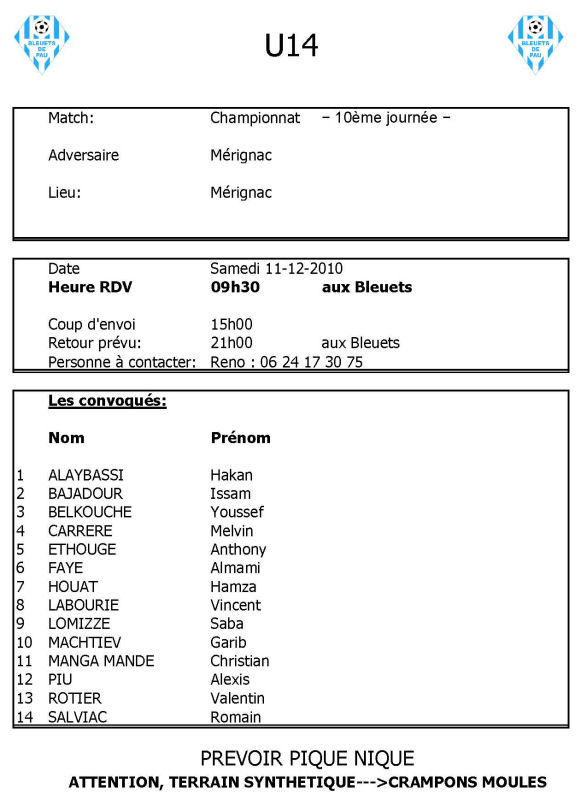 BLEUETS
DE
PAU
U14
BLEUETS
DE
PAU
Match: Championnat – 10ème journée –
Adversaire Mérignac
Lieu: Mérignac
Date Samedi 11-12-2010
Heure RDV 09h30 aux Bleuets
Coup d'envoi 15h00
Retour prévu: 21h00 aux Bleuets
Personne à contacter: Reno : 06 24 17 30 75
Les convoqués:
Nom Prénom
1 ALAYBASSI Hakan
2 BAJADOUR Issam
3 BELKOUCHE Youssef
4 CARRERE Melvin
5 ETHOUGE Anthony
6 FAYE Almami
7 HOUAT Hamza
8 LABOURIE Vincent
9 LOMIZZE Saba
10 MACHTIEV Garib
11 MANGA MANDE Christian
12 PIU Alexis
13 ROTIER Valentin
14 SALVIAC Romain
PREVOIR PIQUE NIQUE
ATTENTION, TERRAIN SYNTHETIQUE--->CRAMPONS MOULES